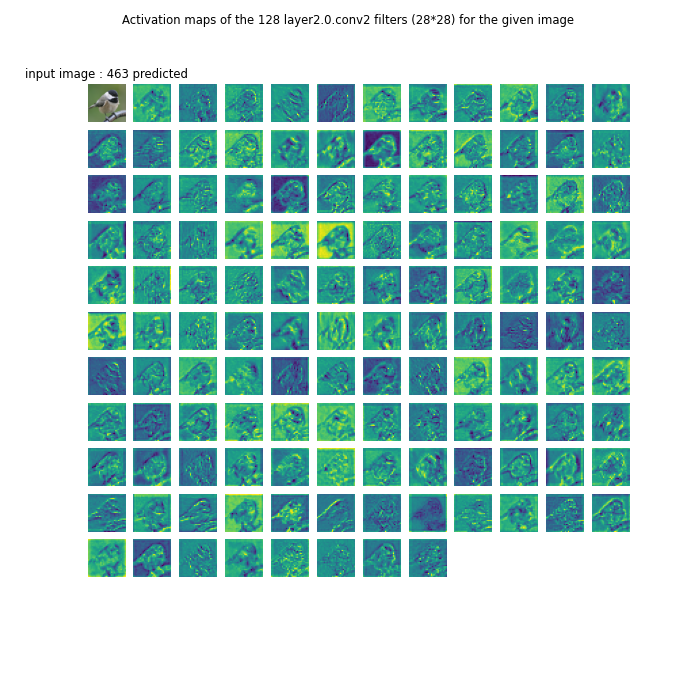 Activation maps of the 128 layer2.0.conv2 filters (28*28) for the given image
input image : 463 predicted